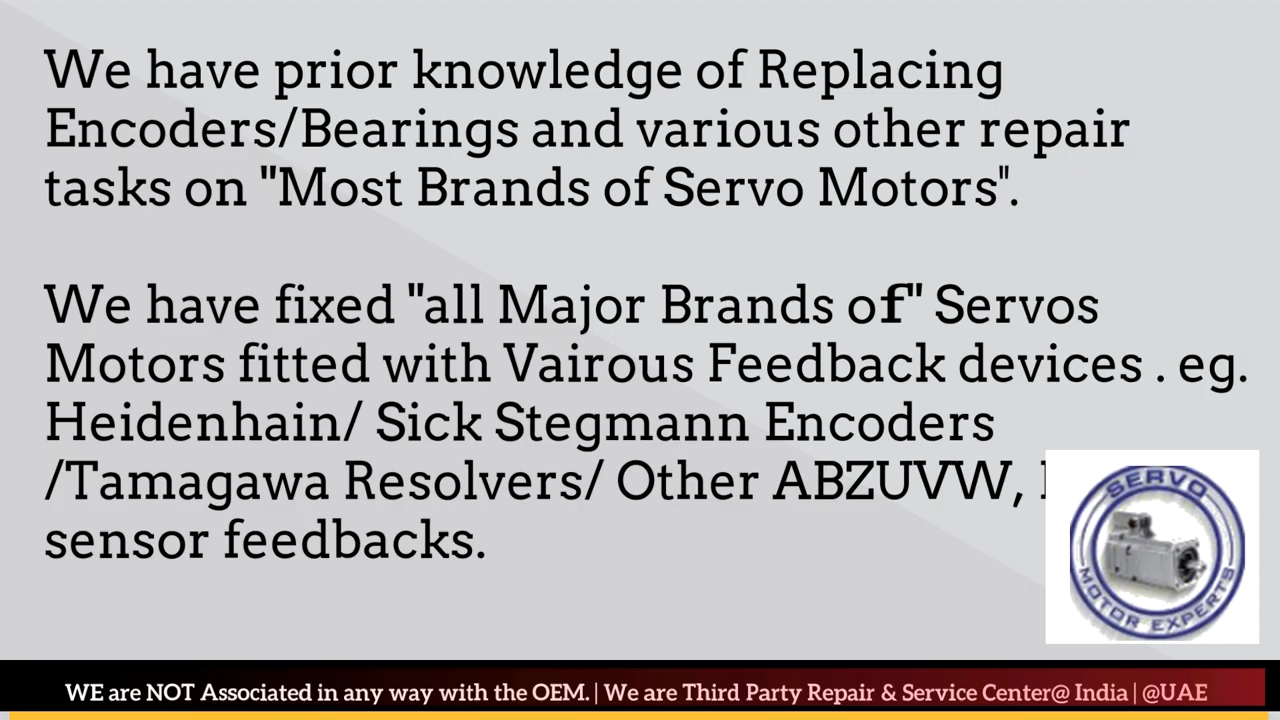 We have prior knowledge of Replacing
Encoders/Bearings and various other repair
tasks on "Most Brands of Servo Motors".
We have fixed "all Major Brands of" Servos
Motors fitted with Vairous Feedback devices . eg.
Heidenhain/ Sick Stegmann Encoders
/Tamagawa Resolvers/ Other ABZUVW,
sensor feedbacks.
SERVO
MOTOR EXPERTS
WE are NOT Associated in any way with the OEM. | We are Third Party Repair & Service Center@ India | @UAE